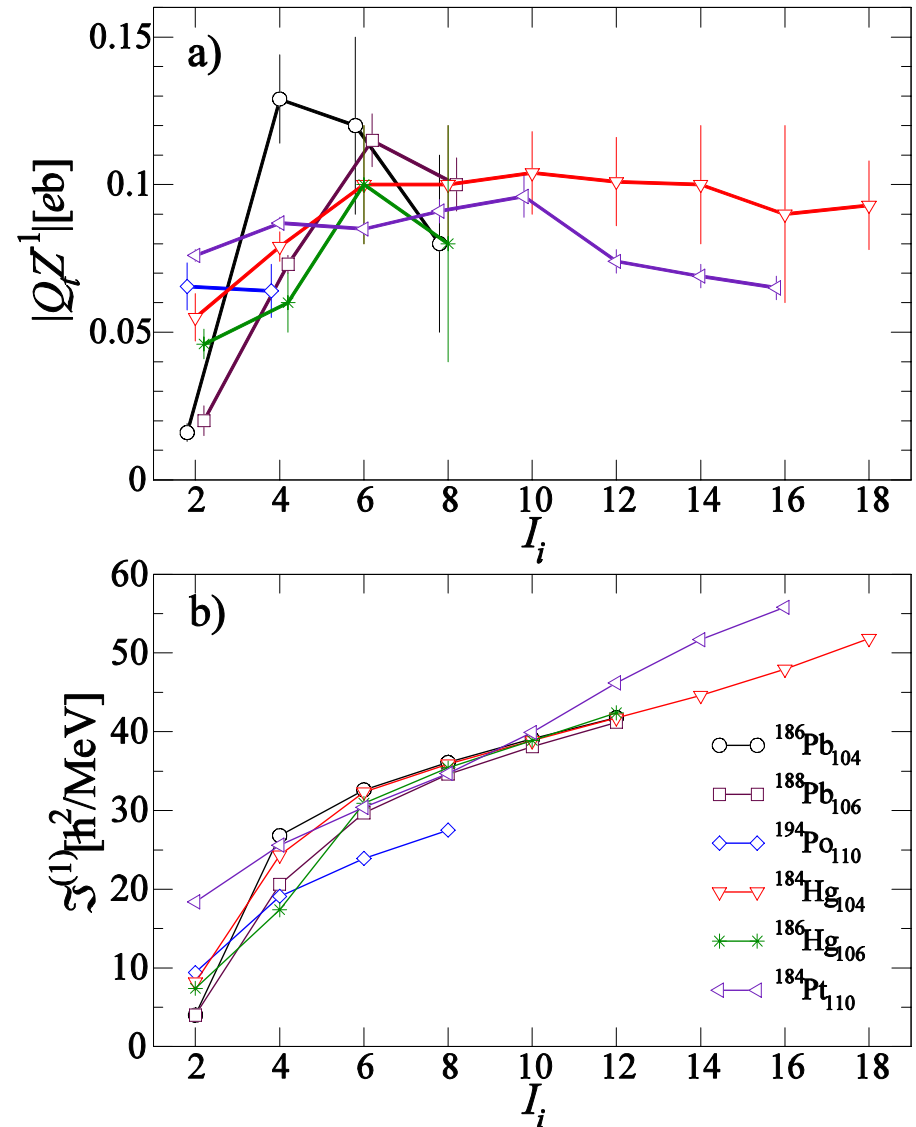 a)
|QₜZ⁻¹|[eb]
0.15
0.1
0.05
0
2 4 6 8 10 12 14 16 18
Iᵢ
b)
ℑ⁽¹⁾[ħ²/MeV]
60
50
40
30
20
10
0
¹⁸⁶Pb₁₀₄
¹⁸⁸Pb₁₀₆
¹⁹⁴Po₁₁₀
¹⁸⁴Hg₁₀₄
¹⁸⁶Hg₁₀₆
¹⁸⁴Pt₁₁₀
2 4 6 8 10 12 14 16 18
Iᵢ